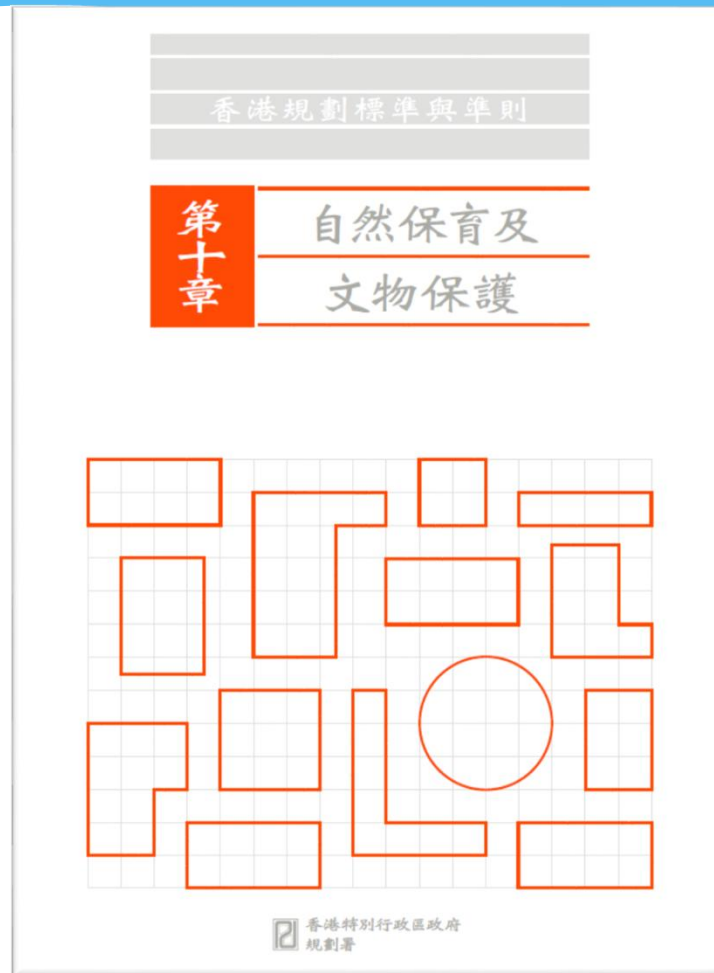 香港規劃標準與準則
第十章
自然保育及
文物保護
香港特別行政區政府
規劃署